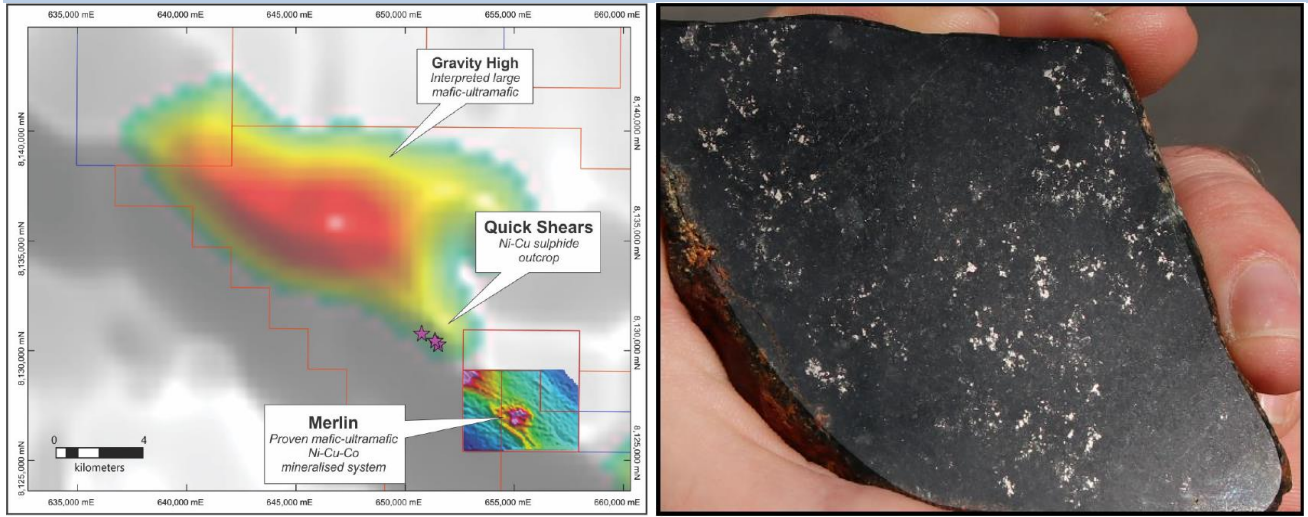 635,000 mE
640,000 mE
645,000 mE
650,000 mE
655,000 mE
660,000 mE
Gravity High
Interpreted large
mafic-ultramafic
8,140,000 mN
8,140,000 mN
Quick Shears
Ni-Cu sulphide
outcrop
8,135,000 mN
8,135,000 mN
8,130,000 mN
8,130,000 mN
Merlin
Proven mafic-ultramafic
Ni-Cu-Co
mineralised system
0
4
kilometers
8,125,000 mN
8,125,000 mN
635,000 mE
640,000 mE
645,000 mE
650,000 mE
655,000 mE
660,000 mE